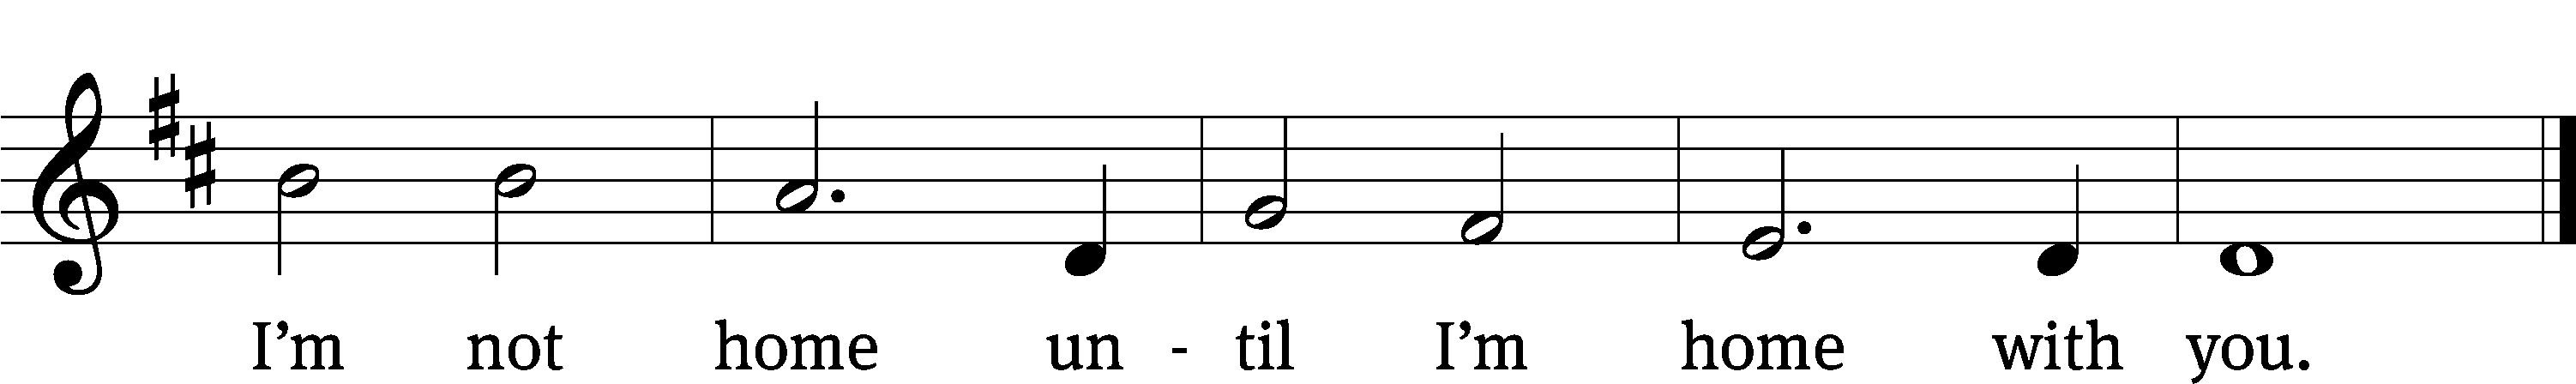 I’m not home un - til I’m home with you.